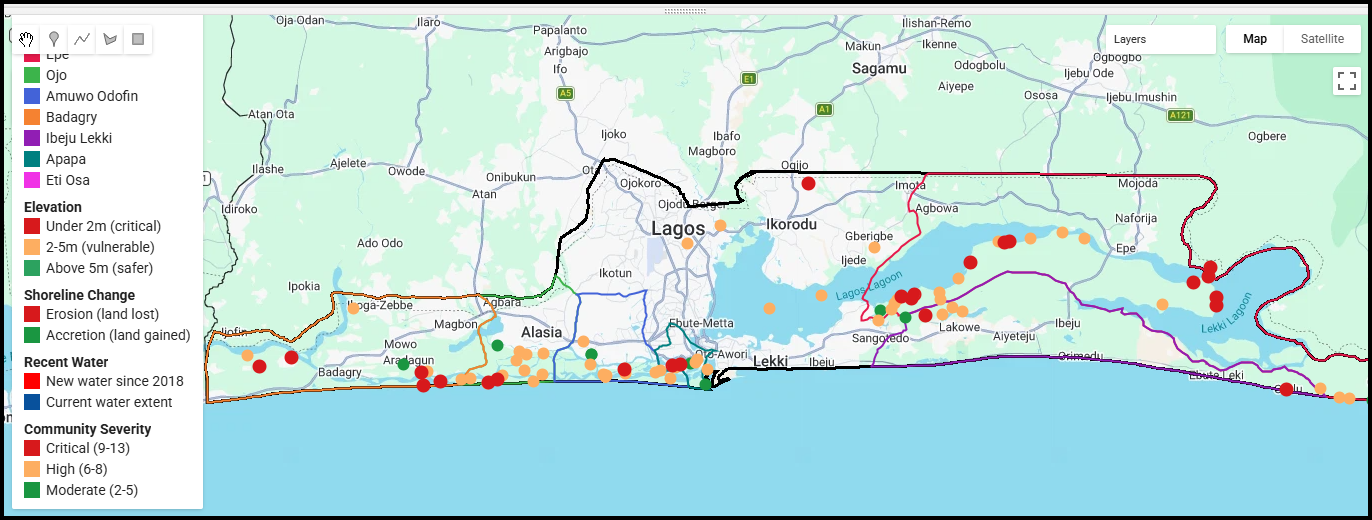 Layers
Map
Satellite
Epe
Ojo
Amuwo Odofin
Badagry
Ibeju Lekki
Apapa
Eti Osa
Elevation
Under 2m (critical)
2-5m (vulnerable)
Above 5m (safer)
Shoreline Change
Erosion (land lost)
Accretion (land gained)
Recent Water
New water since 2018
Current water extent
Community Severity
Critical (9-13)
High (6-8)
Moderate (2-5)
Oja-Odan
Ilaro
Papalanto
Ilishan-Remo
Arigbajo
Makun
Ikenne
Ifo
Sagamu
Odogbolu
Ogbogbo
Ijebu Ode
E1
Aiyepe
A5
Ososa
Ijebu Imushin
A1
A121
Atan Ota
Ijoko
Ibafo
Ogbere
Magboro
Ilashe
Ajelete
Owode
Onibukun
Ogijo
Ojokoro
Imota
Mojoda
Atan
Idiroko
Ojodu Berger
Agbowa
Naforija
Lagos
Ikorodu
Gberigbe
Ado Odo
Epe
Ijede
Ikotun
Ipokia
Lagos Lagoon
Agbara
Lekki Lagoon
Magbon
Alasia
Ebute-Metta
Lakowe
Ibeju
Sangotedo
Aiyeteju
Mowo
Orimedu
Aradagun
Lekki
Ibeju
Badagry
Ebute-Leki